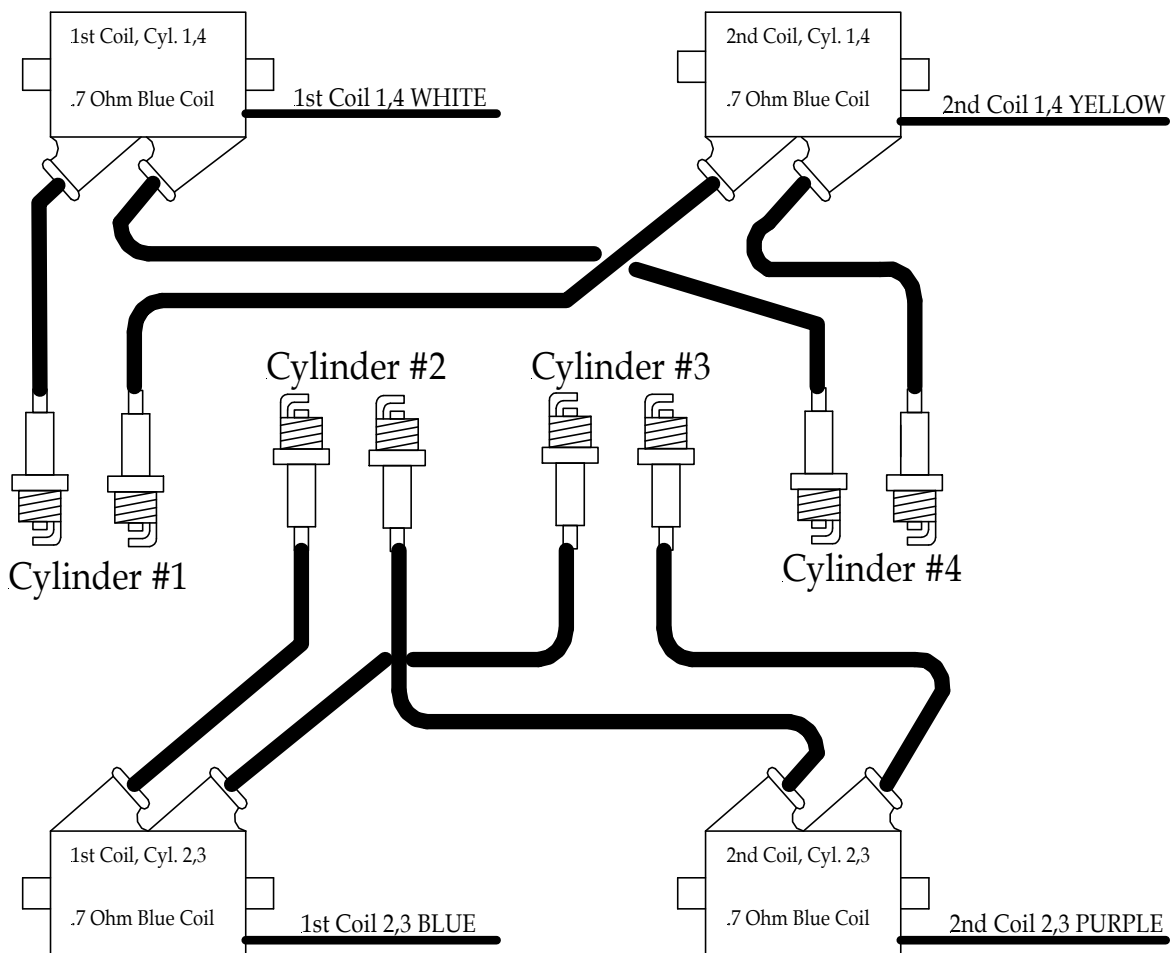 1st Coil, Cyl. 1,4
.7 Ohm Blue Coil
1st Coil 1,4 WHITE
2nd Coil, Cyl. 1,4
.7 Ohm Blue Coil
2nd Coil 1,4 YELLOW
Cylinder #2
Cylinder #3
Cylinder #1
Cylinder #4
1st Coil, Cyl. 2,3
.7 Ohm Blue Coil
1st Coil 2,3 BLUE
2nd Coil, Cyl. 2,3
.7 Ohm Blue Coil
2nd Coil 2,3 PURPLE